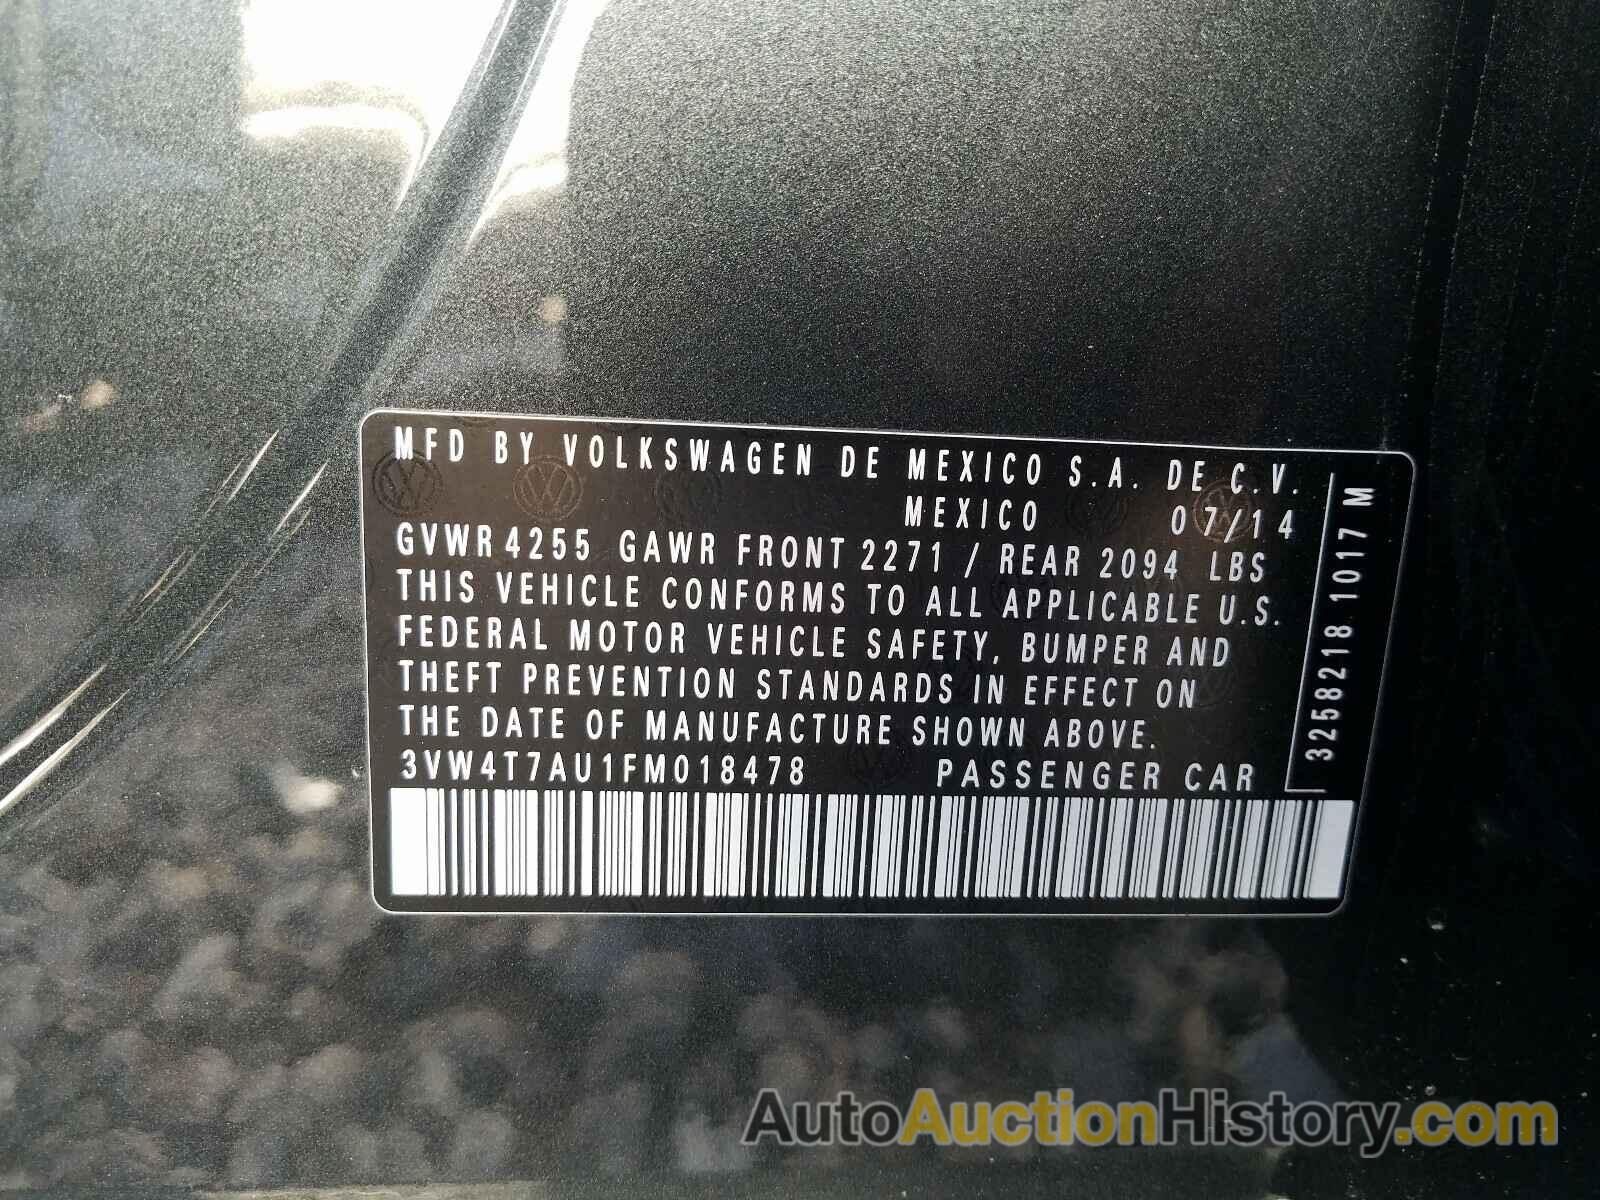 MFD BY VOLKSWAGEN DE MEXICO S.A. DE C.V.
MEXICO 07/14
GVWR 4255 GAWR FRONT 2271 / REAR 2094 LBS
THIS VEHICLE CONFORMS TO ALL APPLICABLE U.S.
FEDERAL MOTOR VEHICLE SAFETY, BUMPER AND
THEFT PREVENTION STANDARDS IN EFFECT ON
THE DATE OF MANUFACTURE SHOWN ABOVE.
3VW4T7AU1FM018478 PASSENGER CAR
3258218 1017 M
AutoAuctionHistory.com